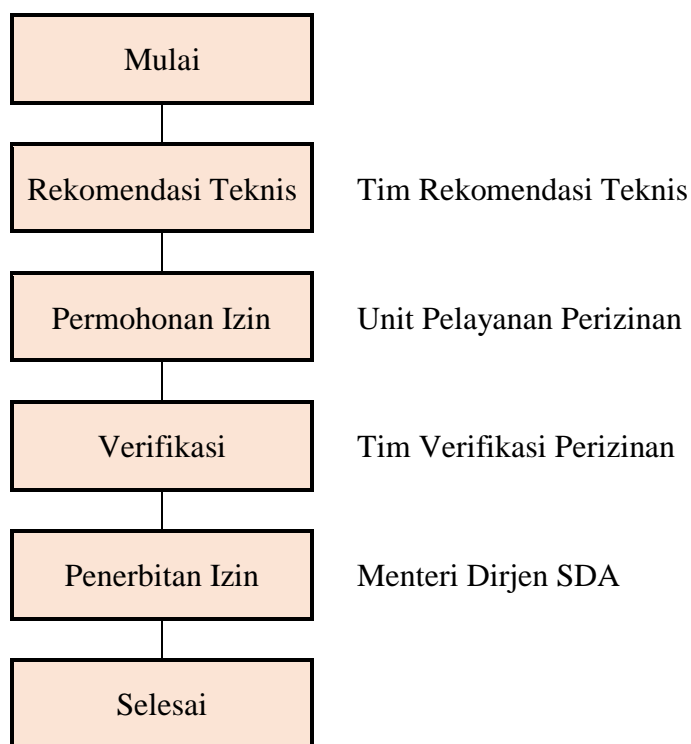 Mulai
Rekomendasi Teknis
Tim Rekomendasi Teknis
Permohonan Izin
Unit Pelayanan Perizinan
Verifikasi
Tim Verifikasi Perizinan
Penerbitan Izin
Menteri Dirjen SDA
Selesai